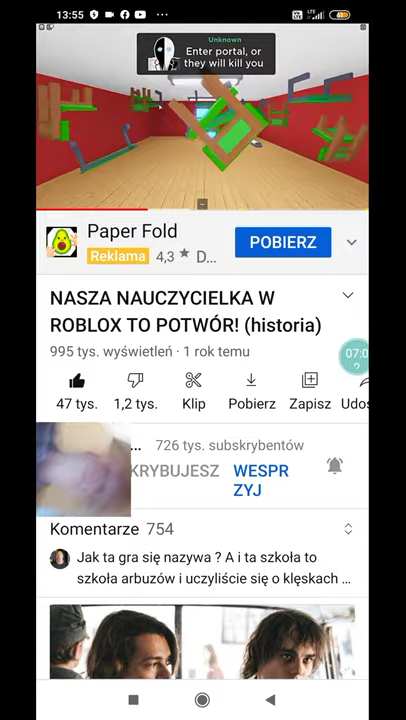 13:55
LTE
Unknown
Enter portal, or
they will kill you
Paper Fold
POBIERZ
Reklama 4,3 ★ D...
NASZA NAUCZYCIELKA W
ROBLOX TO POTWÓR! (historia)
995 tys. wyświetleń · 1 rok temu
07:0
47 tys. 1,2 tys. Klip Pobierz Zapisz Udos
... 726 tys. subskrybentów
KRYBUJESZ WESPR
ZYJ
Komentarze 754
Jak ta gra się nazywa ? A i ta szkoła to
szkoła arbuzów i uczyliście się o klęskach ...